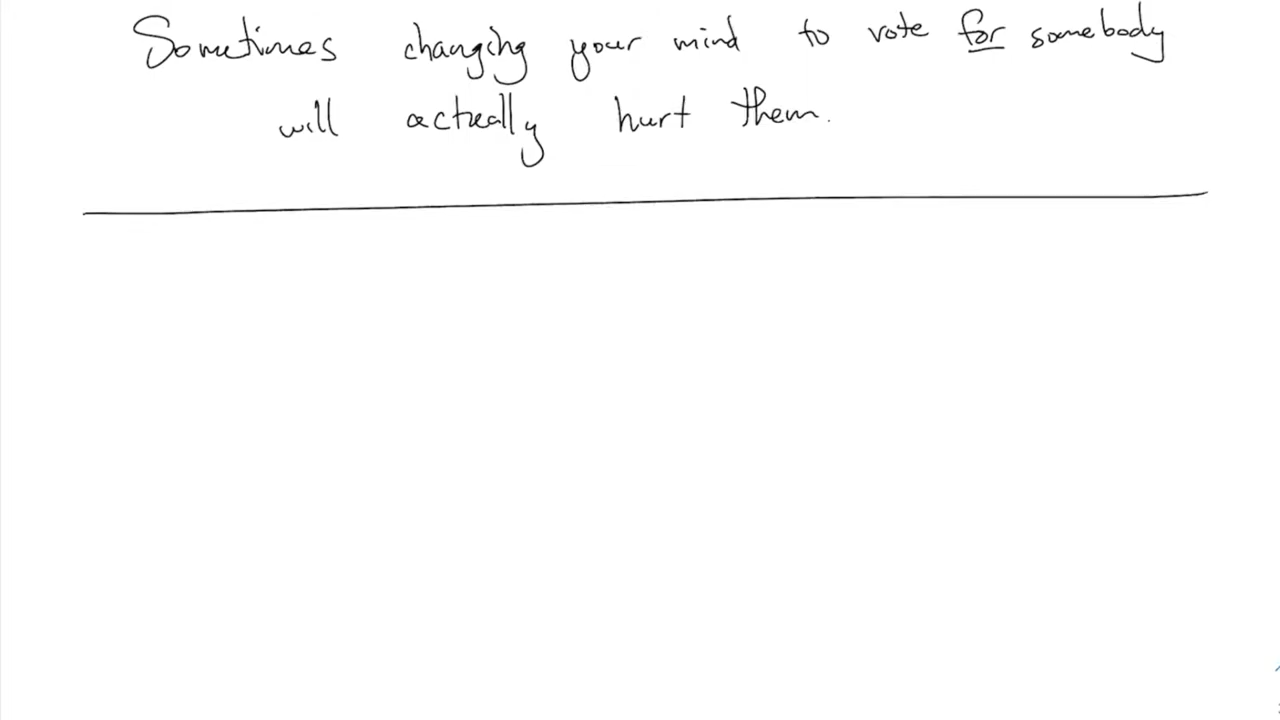 Sometimes changing your mind to vote for somebody
will actually hurt them.